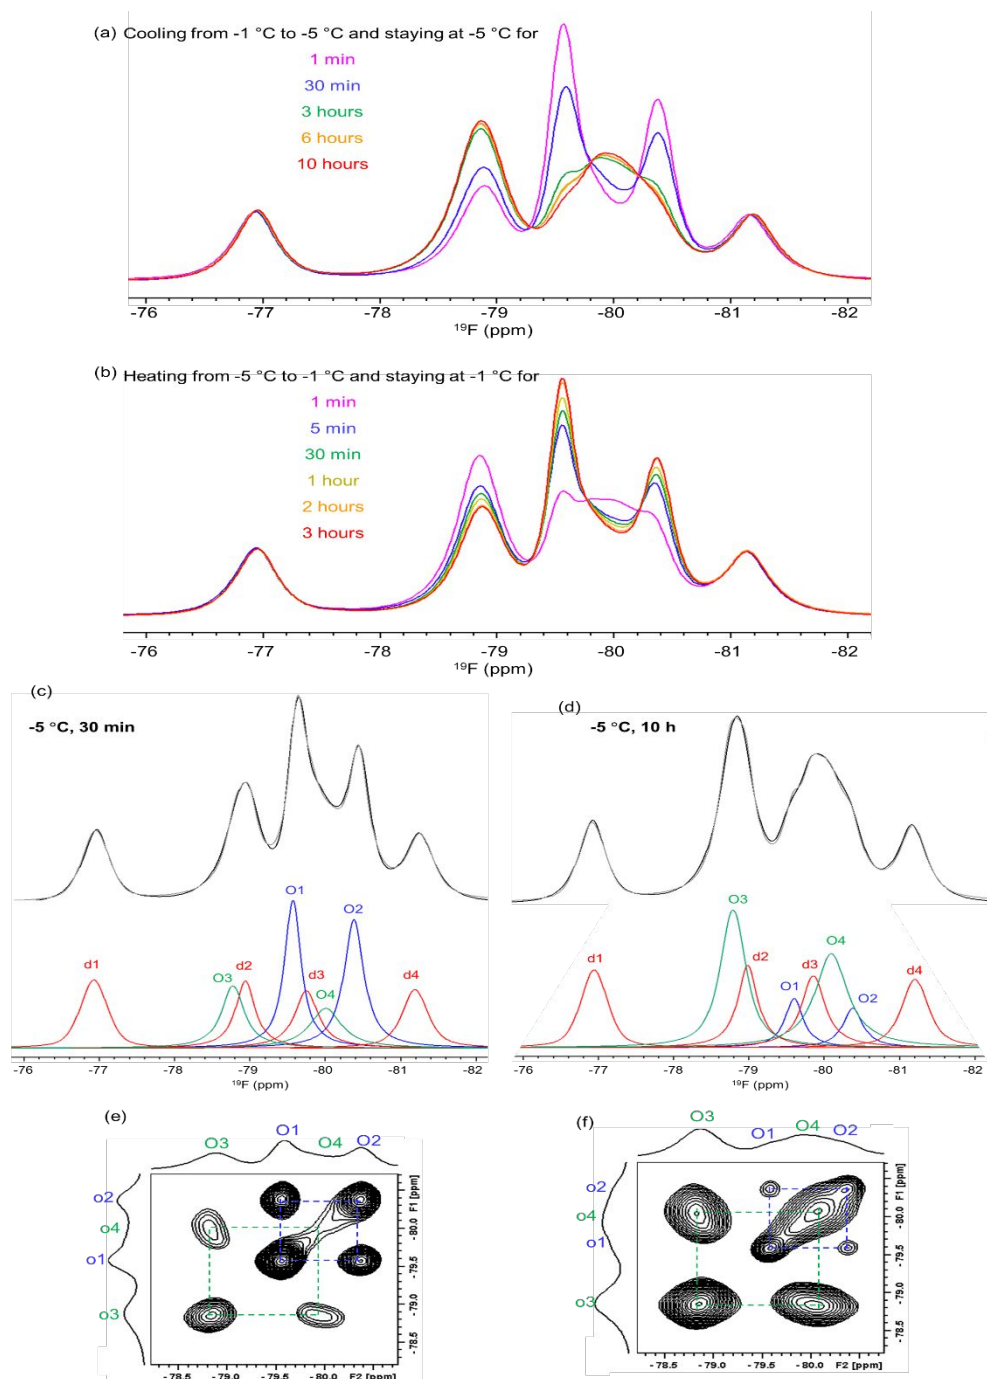 (a) Cooling from -1 °C to -5 °C and staying at -5 °C for
1 min
30 min
3 hours
6 hours
10 hours
-76 -77 -78 -79 -80 -81 -82
19F (ppm)
(b) Heating from -5 °C to -1 °C and staying at -1 °C for
1 min
5 min
30 min
1 hour
2 hours
3 hours
-76 -77 -78 -79 -80 -81 -82
19F (ppm)
(c)
-5 °C, 30 min
O1
O2
d1 O3 d2 d3 O4 d4
-76 -77 -78 -79 -80 -81 -82
19F (ppm)
(d)
-5 °C, 10 h
O3
O4
d1 d2 O1 d3 O2 d4
-76 -77 -78 -79 -80 -81 -82
19F (ppm)
(e)
O3 O1 O4 O2
o2
o4
o1
o3
F1 [ppm]
-80.0
-79.5
-79.0
-78.5
-78.5 -79.0 -79.5 -80.0 F2 [ppm]
(f)
O3 O1 O4 O2
o2
o4
o1
o3
F1 [ppm]
-80.0
-79.5
-79.0
-78.5
-78.5 -79.0 -79.6 -80.0 F2 [ppm]